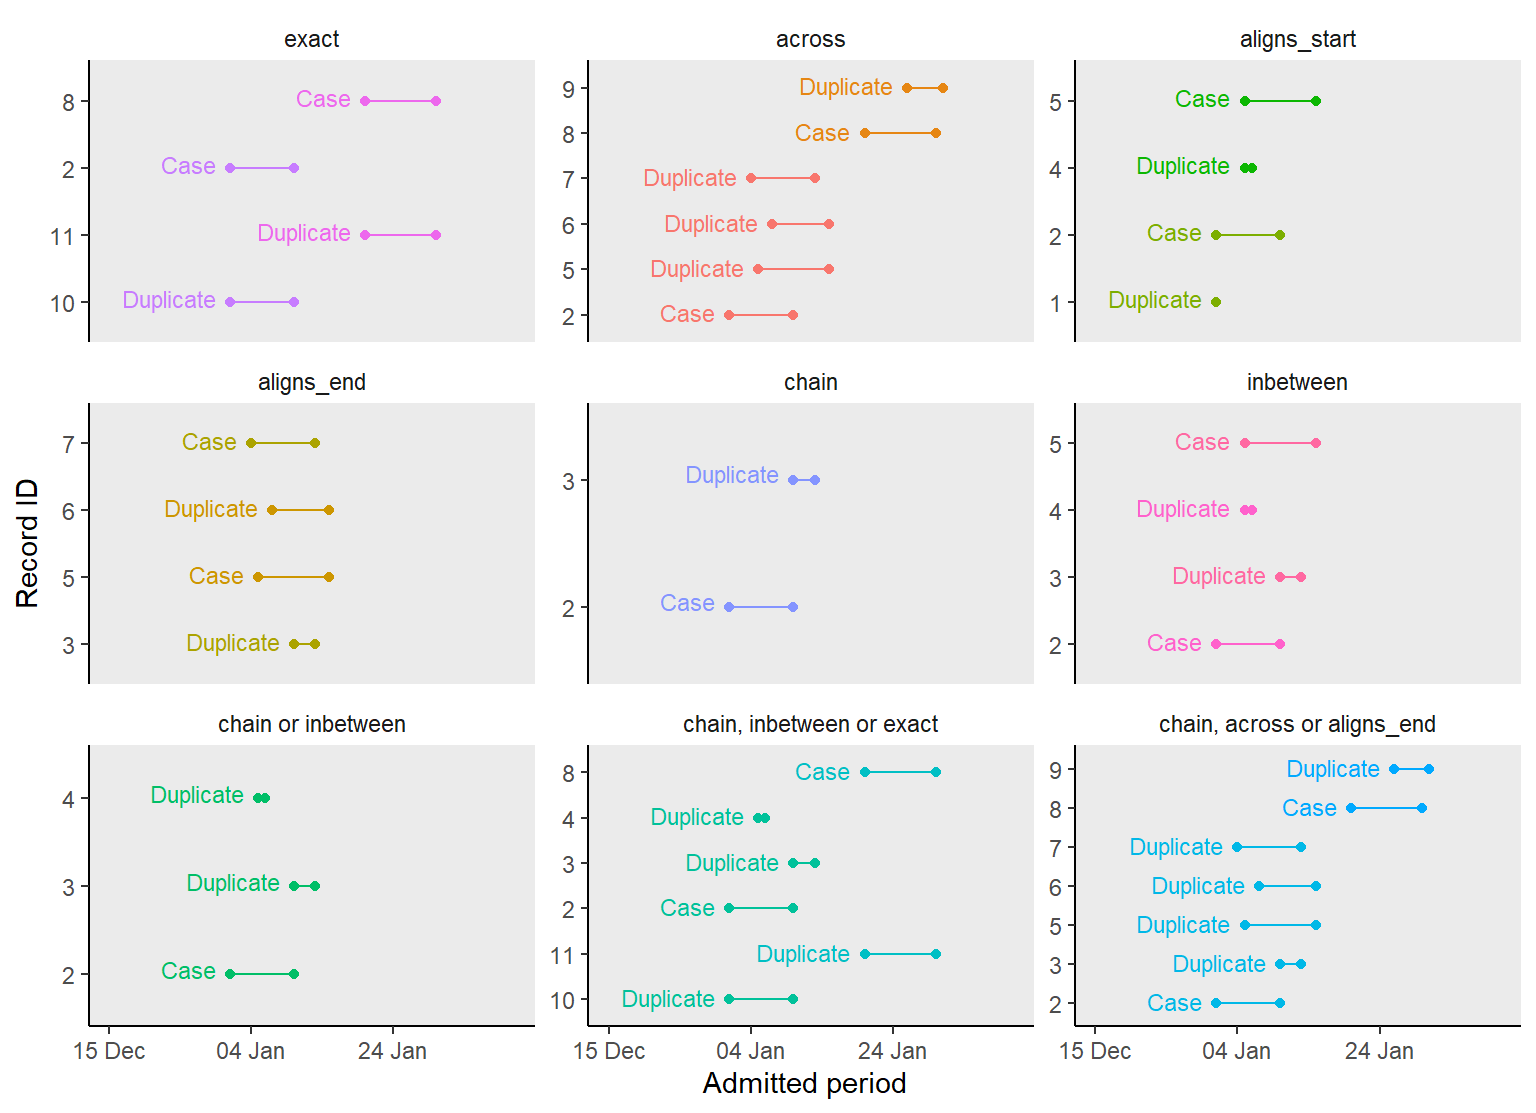 exact
8 Case
2 Case
11 Duplicate
10 Duplicate
across
9 Duplicate
8 Case
7 Duplicate
6 Duplicate
5 Duplicate
2 Case
aligns_start
5 Case
4 Duplicate
2 Case
1 Duplicate
Record ID
aligns_end
7 Case
6 Duplicate
5 Case
3 Duplicate
chain
3 Duplicate
2 Case
inbetween
5 Case
4 Duplicate
3 Duplicate
2 Case
chain or inbetween
4 Duplicate
3 Duplicate
2 Case
15 Dec 04 Jan 24 Jan
chain, inbetween or exact
8 Case
4 Duplicate
3 Duplicate
2 Case
11 Duplicate
10 Duplicate
15 Dec 04 Jan 24 Jan
chain, across or aligns_end
9 Duplicate
8 Case
7 Duplicate
6 Duplicate
5 Duplicate
3 Duplicate
2 Case
15 Dec 04 Jan 24 Jan
Admitted period